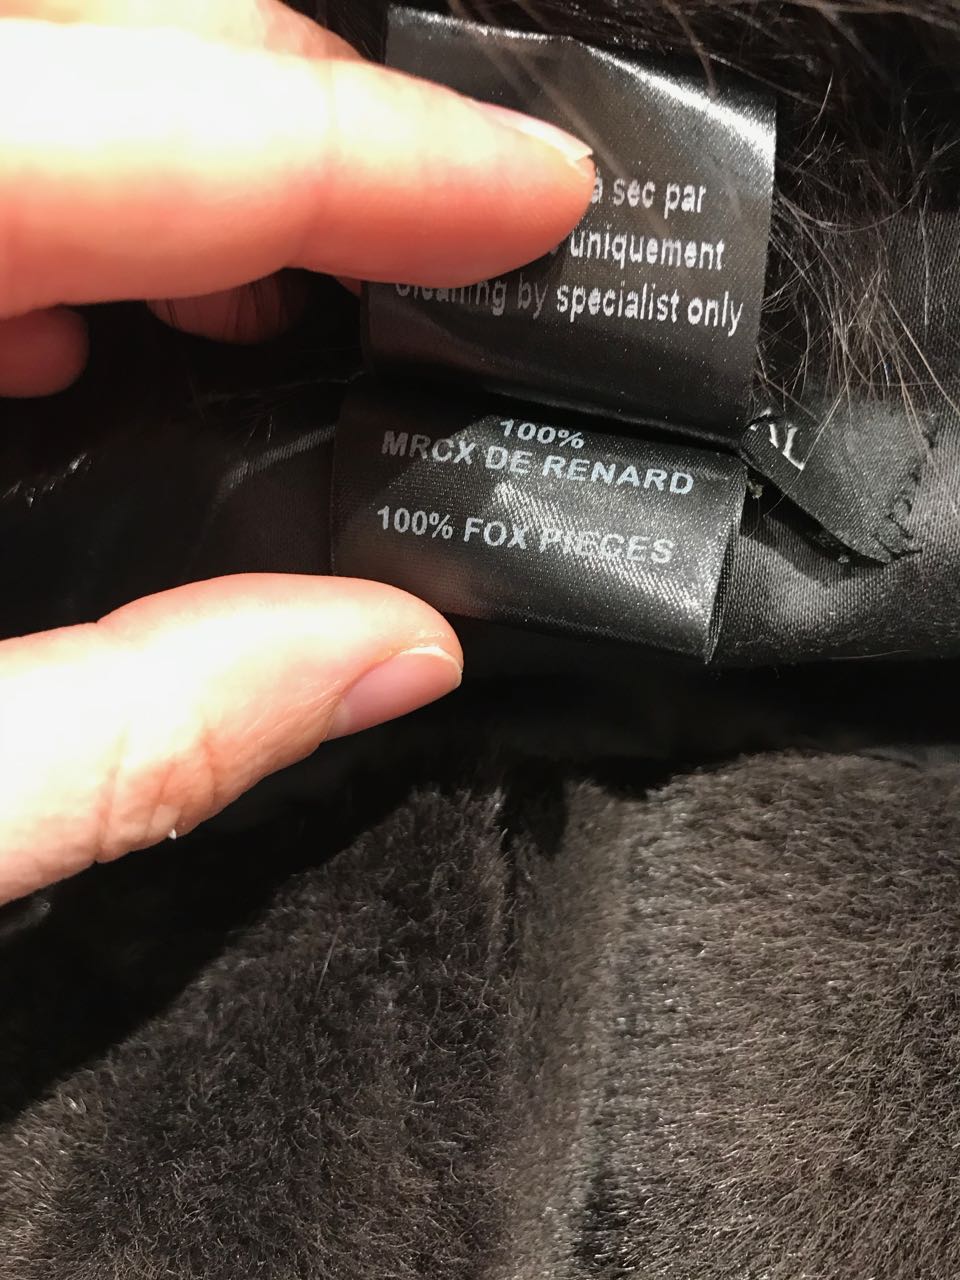 à sec par
uniquement
Cleaning by specialist only
100%
MRCX DE RENARD
100% FOX PIECES